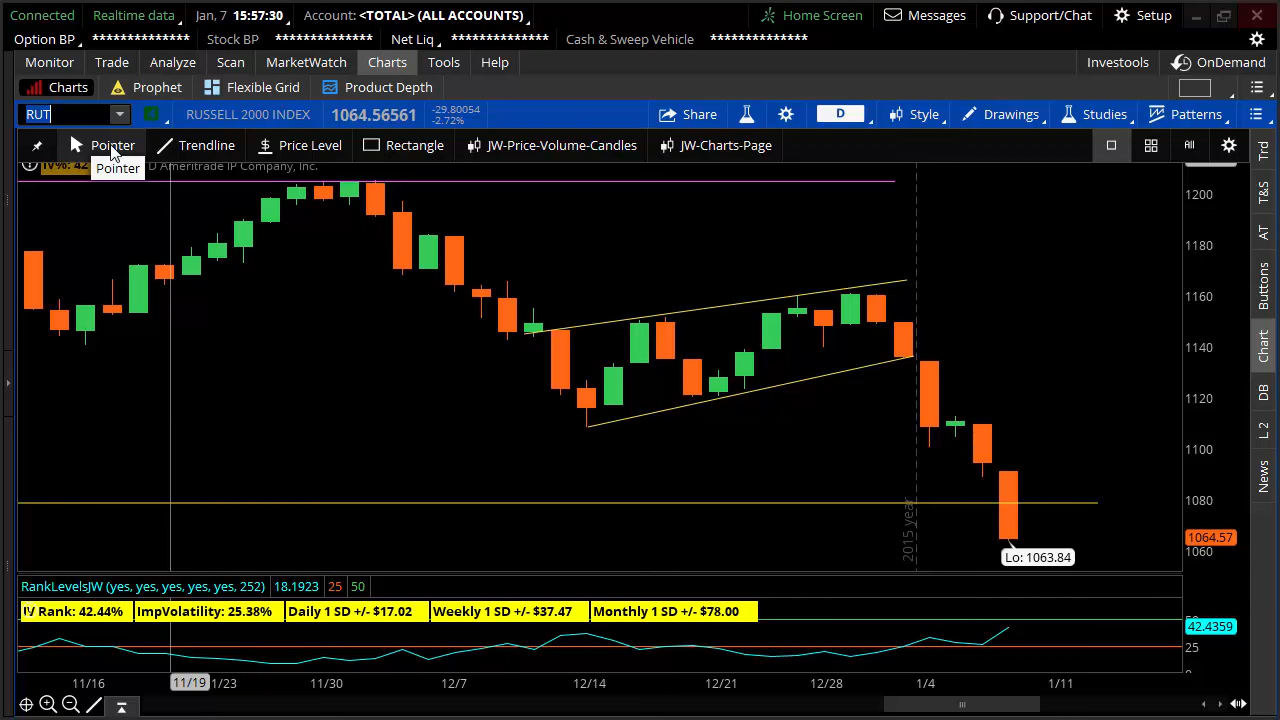 Connected Realtime data Jan, 7 15:57:30 Account: <TOTAL> (ALL ACCOUNTS) Home Screen Messages Support/Chat Setup
Option BP ************** Stock BP ************** Net Liq ************** Cash & Sweep Vehicle **************
Monitor Trade Analyze Scan MarketWatch Charts Tools Help Investools OnDemand
Charts Prophet Flexible Grid Product Depth
RUT RUSSELL 2000 INDEX 1064.56561 -29.80054 -2.72% Share D Style Drawings Studies Patterns
Pointer Trendline $ Price Level Rectangle JW-Price-Volume-Candles JW-Charts-Page All
Pointer
IV%: 42 D Ameritrade IP Company, Inc.
1200
1180
1160
1140
1120
1100
1080
1064.57
1060
2015 year
Lo: 1063.84
Trd
T&S
AT
Buttons
Chart
DB
L 2
News
RankLevelsJW (yes, yes, yes, yes, yes, 252) 18.1923 25 50
IV Rank: 42.44% ImpVolatility: 25.38% Daily 1 SD +/- $17.02 Weekly 1 SD +/- $37.47 Monthly 1 SD +/- $78.00
42.4359
25
11/16 11/19 1/23 11/30 12/7 12/14 12/21 12/28 1/4 1/11